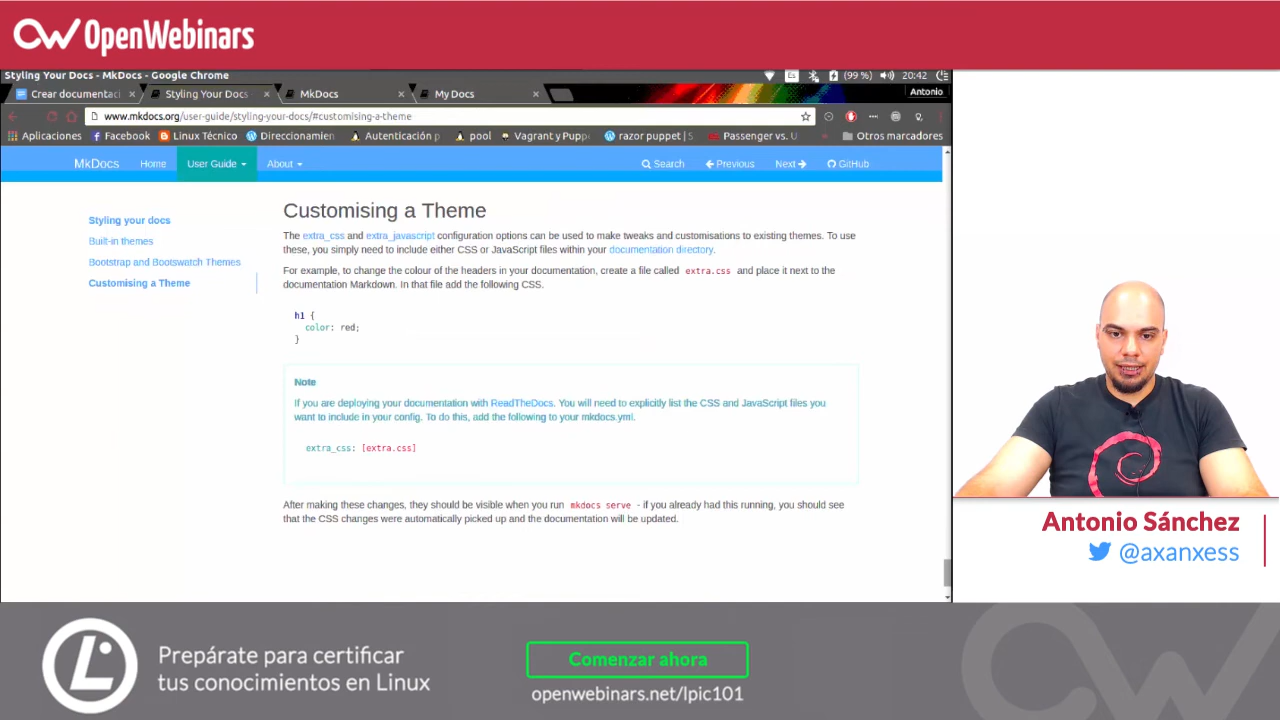 OpenWebinars
Styling Your Docs - MkDocs - Google Chrome
Es (99 %) 20:42
Crear documentaci × Styling Your Docs × MkDocs × My Docs × Antonio
www.mkdocs.org/user-guide/styling-your-docs/#customising-a-theme
Aplicaciones Facebook Linux Técnico Direccionamien Autenticación p pool Vagrant y Puppe razor puppet | S Passenger vs. U Otros marcadores
MkDocs Home User Guide About Search Previous Next GitHub
Styling your docs
Built-in themes
Bootstrap and Bootswatch Themes
Customising a Theme
Customising a Theme
The extra_css and extra_javascript configuration options can be used to make tweaks and customisations to existing themes. To use
these, you simply need to include either CSS or JavaScript files within your documentation directory.
For example, to change the colour of the headers in your documentation, create a file called extra.css and place it next to the
documentation Markdown. In that file add the following CSS.
h1 {
color: red;
}
Note
If you are deploying your documentation with ReadTheDocs. You will need to explicitly list the CSS and JavaScript files you
want to include in your config. To do this, add the following to your mkdocs.yml.
extra_css: [extra.css]
After making these changes, they should be visible when you run mkdocs serve - if you already had this running, you should see
that the CSS changes were automatically picked up and the documentation will be updated.
Antonio Sánchez
@axanxess
Prepárate para certificar
tus conocimientos en Linux
Comenzar ahora
openwebinars.net/lpic101